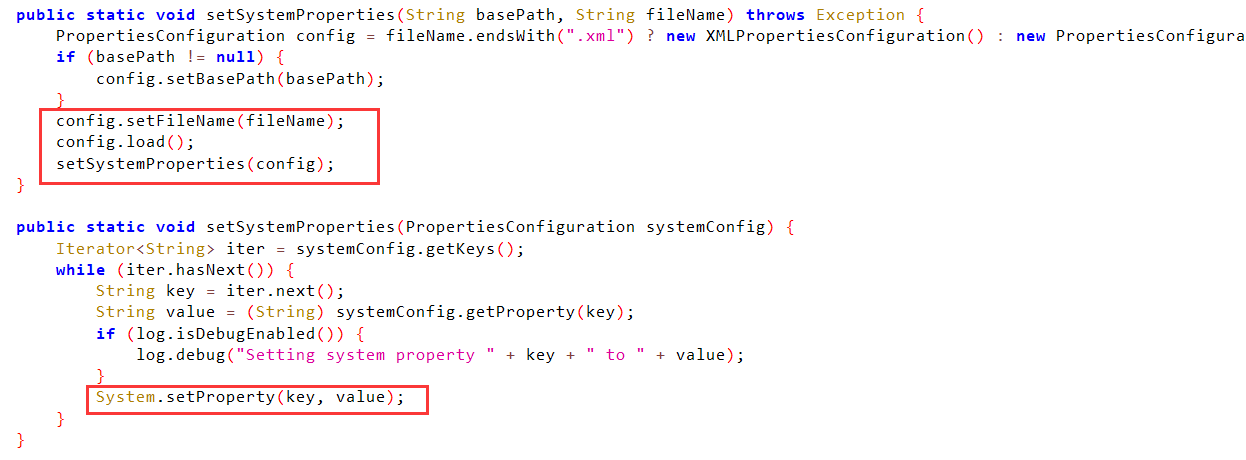 public static void setSystemProperties(String basePath, String fileName) throws Exception {
    PropertiesConfiguration config = fileName.endsWith(".xml") ? new XMLPropertiesConfiguration() : new PropertiesConfigura
    if (basePath != null) {
        config.setBasePath(basePath);
    }
    config.setFileName(fileName);
    config.load();
    setSystemProperties(config);
}
public static void setSystemProperties(PropertiesConfiguration systemConfig) {
    Iterator<String> iter = systemConfig.getKeys();
    while (iter.hasNext()) {
        String key = iter.next();
        String value = (String) systemConfig.getProperty(key);
        if (log.isDebugEnabled()) {
            log.debug("Setting system property " + key + " to " + value);
        }
        System.setProperty(key, value);
    }
}